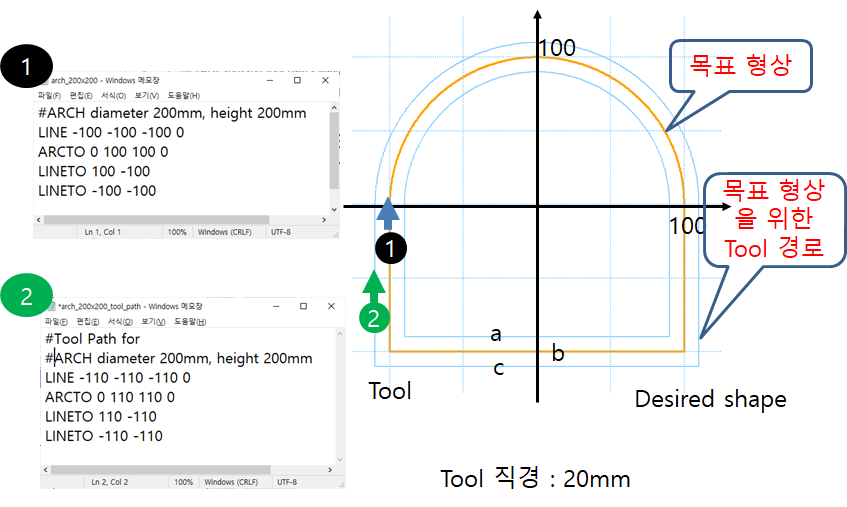 1
arch_200x200 - Windows 메모장
파일(F) 편집(E) 서식(O) 보기(V) 도움말(H)
#ARCH diameter 200mm, height 200mm
LINE -100 -100 -100 0
ARCTO 0 100 100 0
LINETO 100 -100
LINETO -100 -100
Ln 1, Col 1 100% Windows (CRLF) UTF-8
2
*arch_200x200_tool_path - Windows 메모장
파일(F) 편집(E) 서식(O) 보기(V) 도움말(H)
#Tool Path for
#ARCH diameter 200mm, height 200mm
LINE -110 -110 -110 0
ARCTO 0 110 110 0
LINETO 110 -110
LINETO -110 -110
Ln 2, Col 2 100% Windows (CRLF) UTF-8
100
목표 형상
목표 형상
을 위한
Tool 경로
100
1
2
a
b
c
Tool
Desired shape
Tool 직경 : 20mm